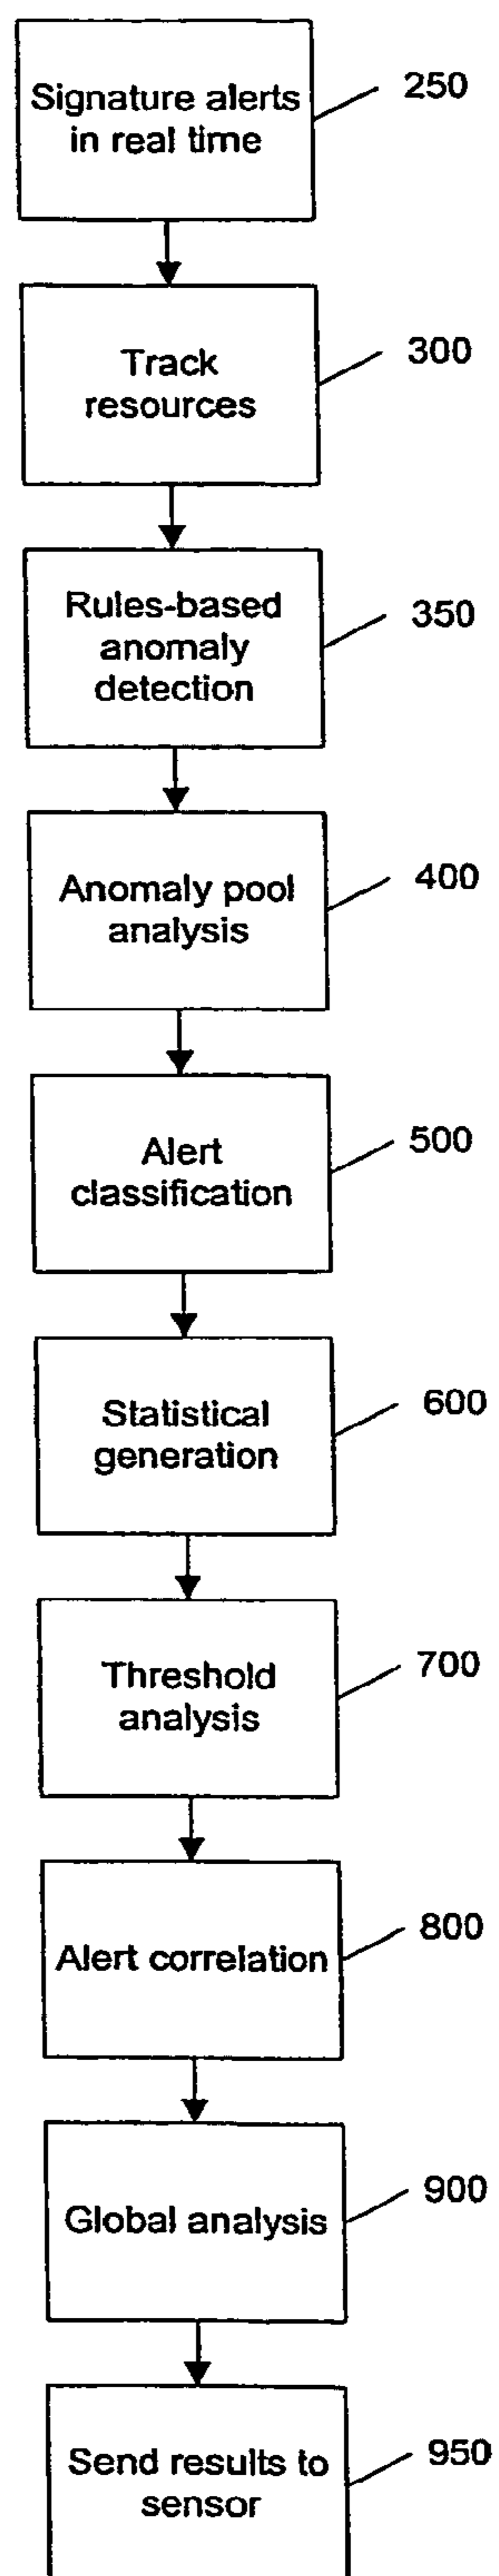 Signature alerts
in real time
250
Track
resources
300
Rules-based
anomaly
detection
350
Anomaly pool
analysis
400
Alert
classification
500
Statistical
generation
600
Threshold
analysis
700
Alert correlation
800
Global analysis
900
Send results to
sensor
950